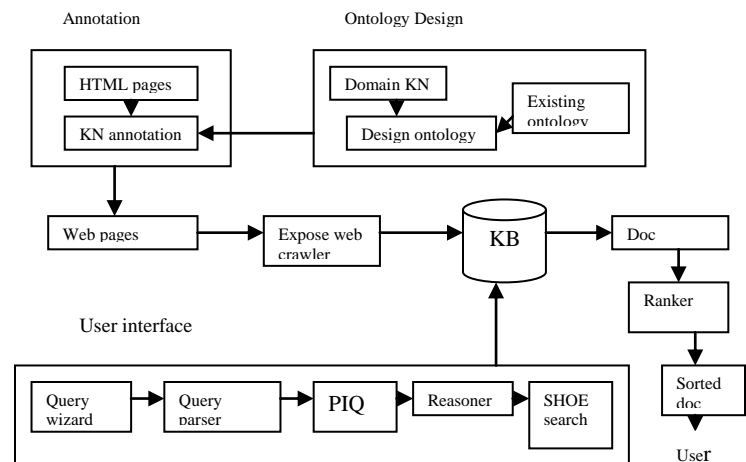 Annotation
Ontology Design
HTML pages
KN annotation
Domain KN
Existing
ontology
Design ontology
Web pages
Expose web
crawler
KB
Doc
Ranker
User interface
Query
wizard
Query
parser
PIQ
Reasoner
SHOE
search
Sorted
doc
User